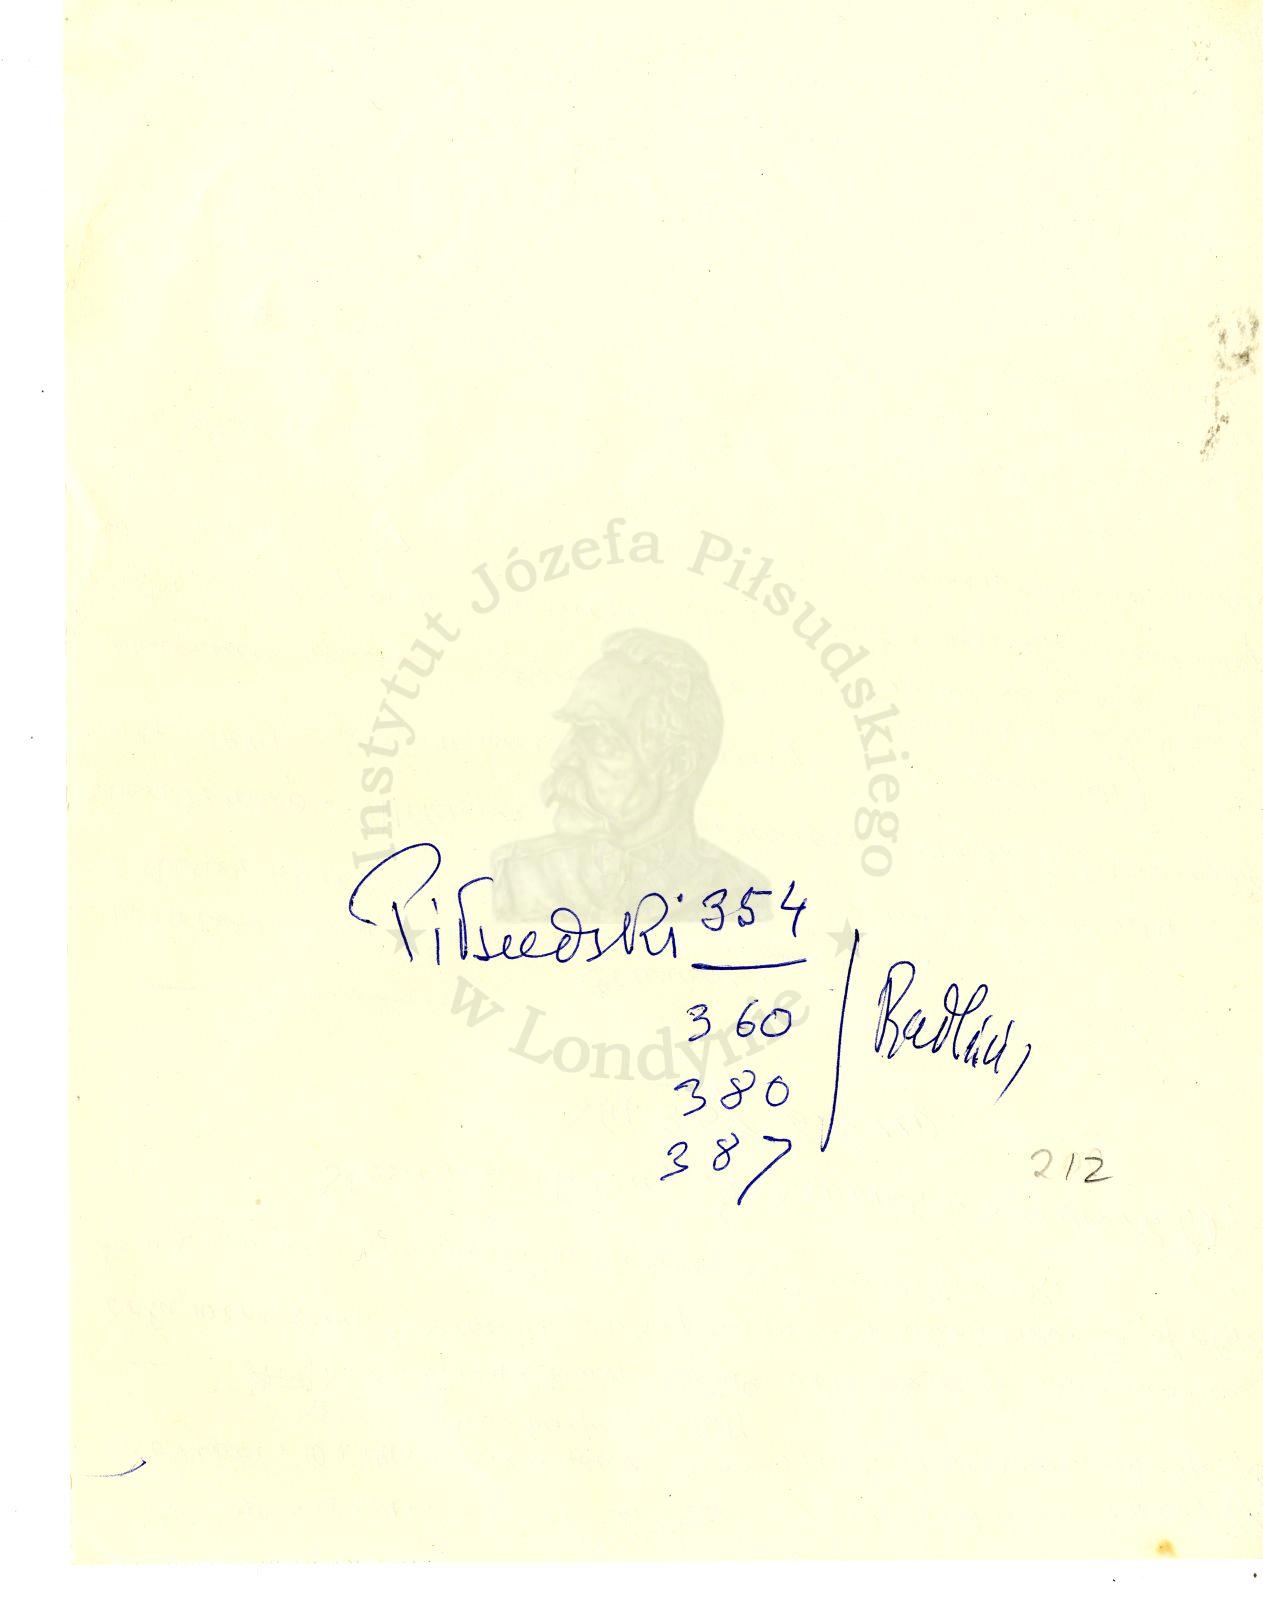 Instytut Józefa Piłsudskiego
w Londynie
Piłsudski 354
360
380
387
212